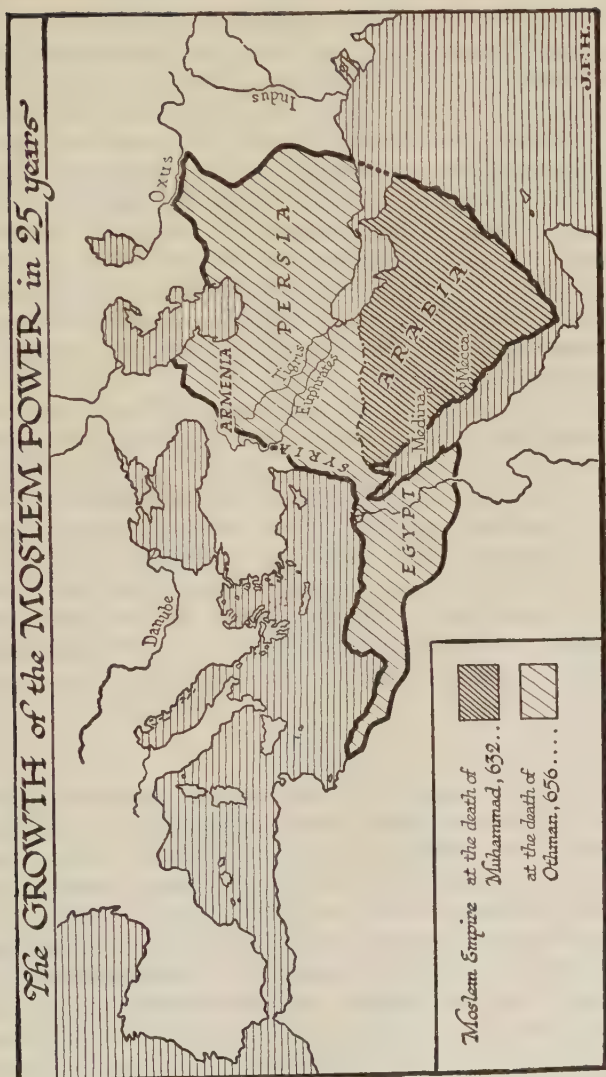 The GROWTH of the MOSLEM POWER in 25 years
Danube
Oxus
Indus
ARMENIA
PERSIA
Tigris
Euphrates
SYRIA
ARABIA
Medina
Mecca
EGYPT
Moslem Empire at the death of
Muhammad, 632..
at the death of
Othman, 656....
J.F.H.